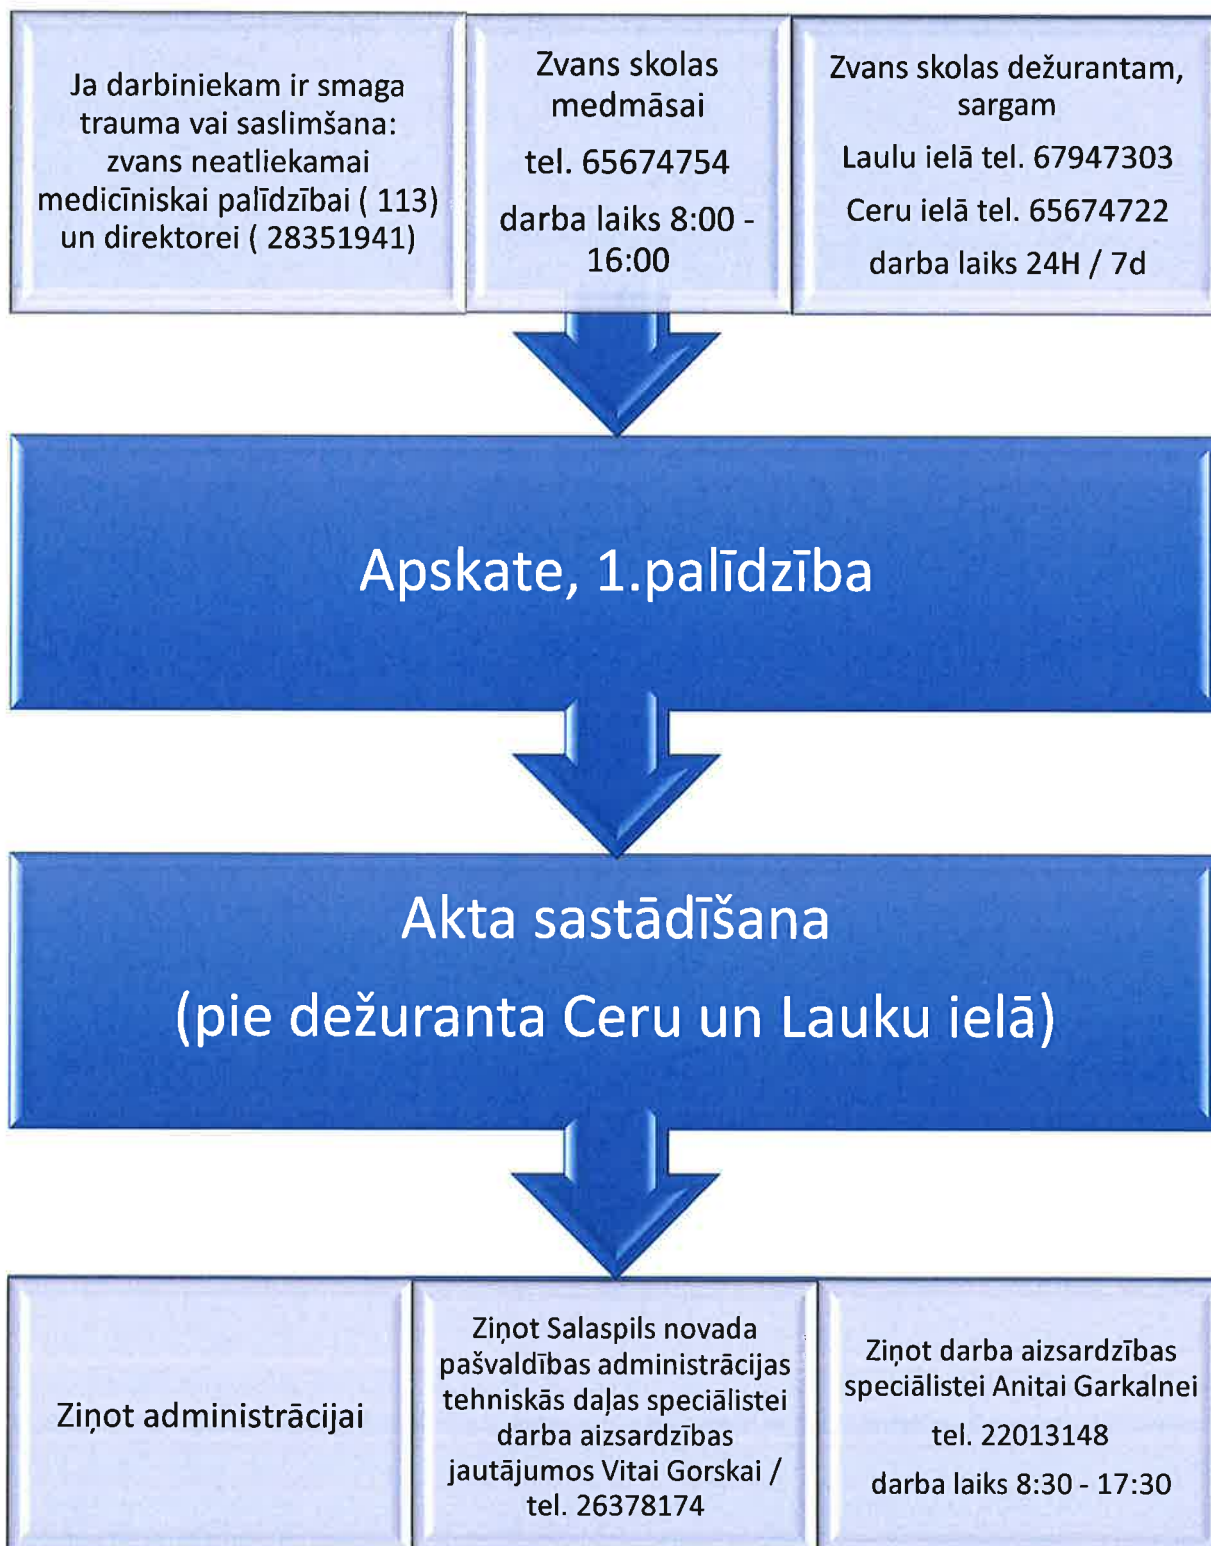 Ja darbiniekam ir smaga
trauma vai saslimšana:
zvans neatliekamai
medicīniskai palīdzībai ( 113)
un direktorei ( 28351941)
Zvans skolas
medmāsai
tel. 65674754
darba laiks 8:00 -
16:00
Zvans skolas dežurantam,
sargam
Laulu ielā tel. 67947303
Ceru ielā tel. 65674722
darba laiks 24H / 7d
Apskate, 1.palīdzība
Akta sastādīšana
(pie dežuranta Ceru un Lauku ielā)
Ziņot administrācijai
Ziņot Salaspils novada
pašvaldības administrācijas
tehniskās daļas speciālistei
darba aizsardzības
jautājumos Vitai Gorskai /
tel. 26378174
Ziņot darba aizsardzības
speciālistei Anitai Garkalnei
tel. 22013148
darba laiks 8:30 - 17:30